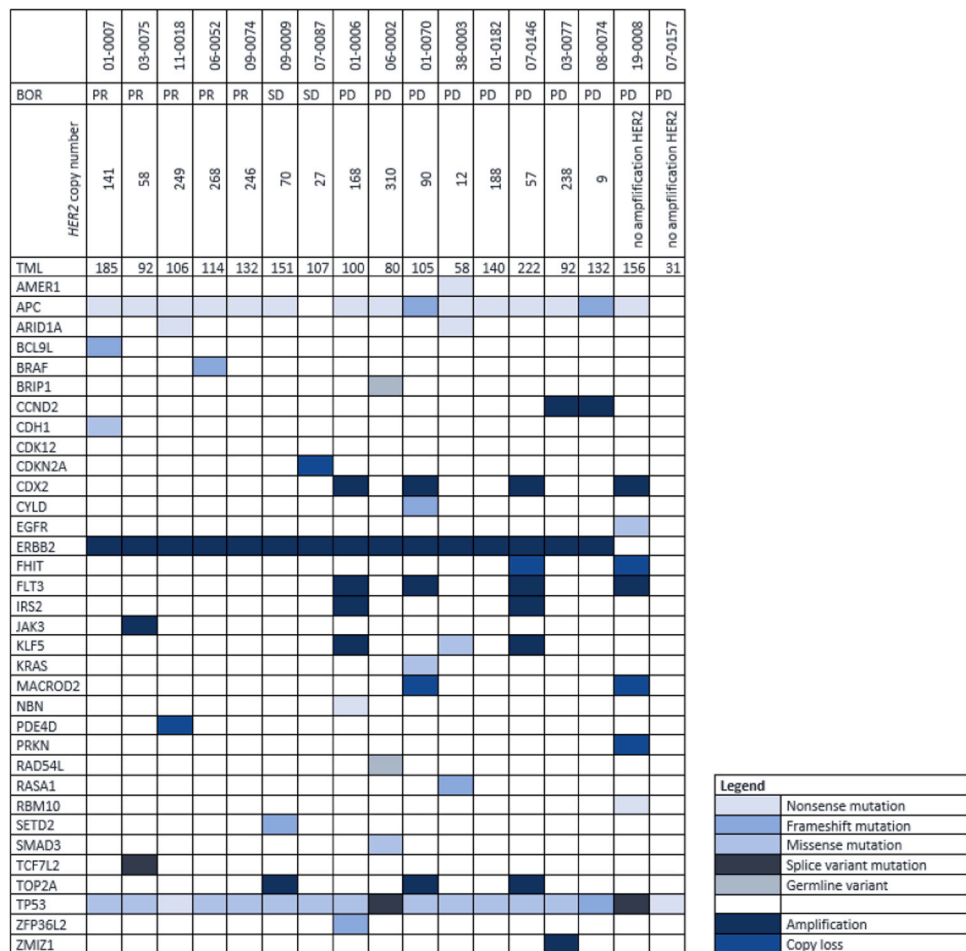 01-0007 03-0075 11-0018 06-0052 09-0074 09-0009 07-0087 01-0006 06-0002 01-0070 38-0003 01-0182 07-0146 03-0077 08-0074 19-0008 07-0157
BOR PR PR PR PR PR SD SD PD PD PD PD PD PD PD PD PD PD
HER2 copy number 141 58 249 268 246 70 27 168 310 90 12 188 57 238 9 no ampflification HER2 no ampflification HER2
TML 185 92 106 114 132 151 107 100 80 105 58 140 222 92 132 156 31
AMER1
APC
ARID1A
BCL9L
BRAF
BRIP1
CCND2
CDH1
CDK12
CDKN2A
CDX2
CYLD
EGFR
ERBB2
FHIT
FLT3
IRS2
JAK3
KLF5
KRAS
MACROD2
NBN
PDE4D
PRKN
RAD54L
RASA1
RBM10
SETD2
SMAD3
TCF7L2
TOP2A
TP53
ZFP36L2
ZMIZ1
Legend
Nonsense mutation
Frameshift mutation
Missense mutation
Splice variant mutation
Germline variant
Amplification
Copy loss